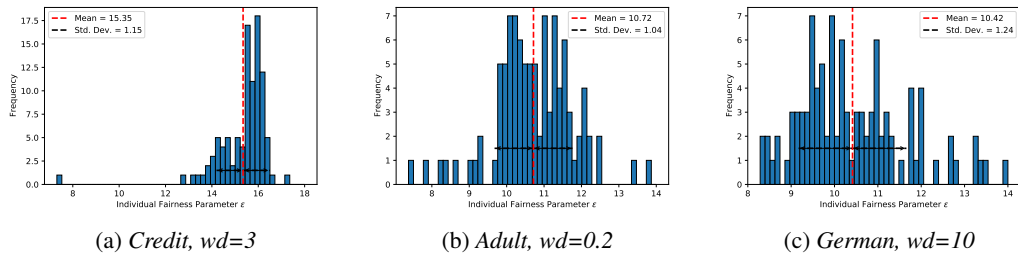 Mean = 15.35
Std. Dev. = 1.15
Frequency
17.5
15.0
12.5
10.0
7.5
5.0
2.5
0.0
8 10 12 14 16 18
Individual Fairness Parameter ε
(a) Credit, wd=3
Mean = 10.72
Std. Dev. = 1.04
Frequency
7
6
5
4
3
2
1
0
8 9 10 11 12 13 14
Individual Fairness Parameter ε
(b) Adult, wd=0.2
Mean = 10.42
Std. Dev. = 1.24
Frequency
7
6
5
4
3
2
1
0
8 9 10 11 12 13 14
Individual Fairness Parameter ε
(c) German, wd=10